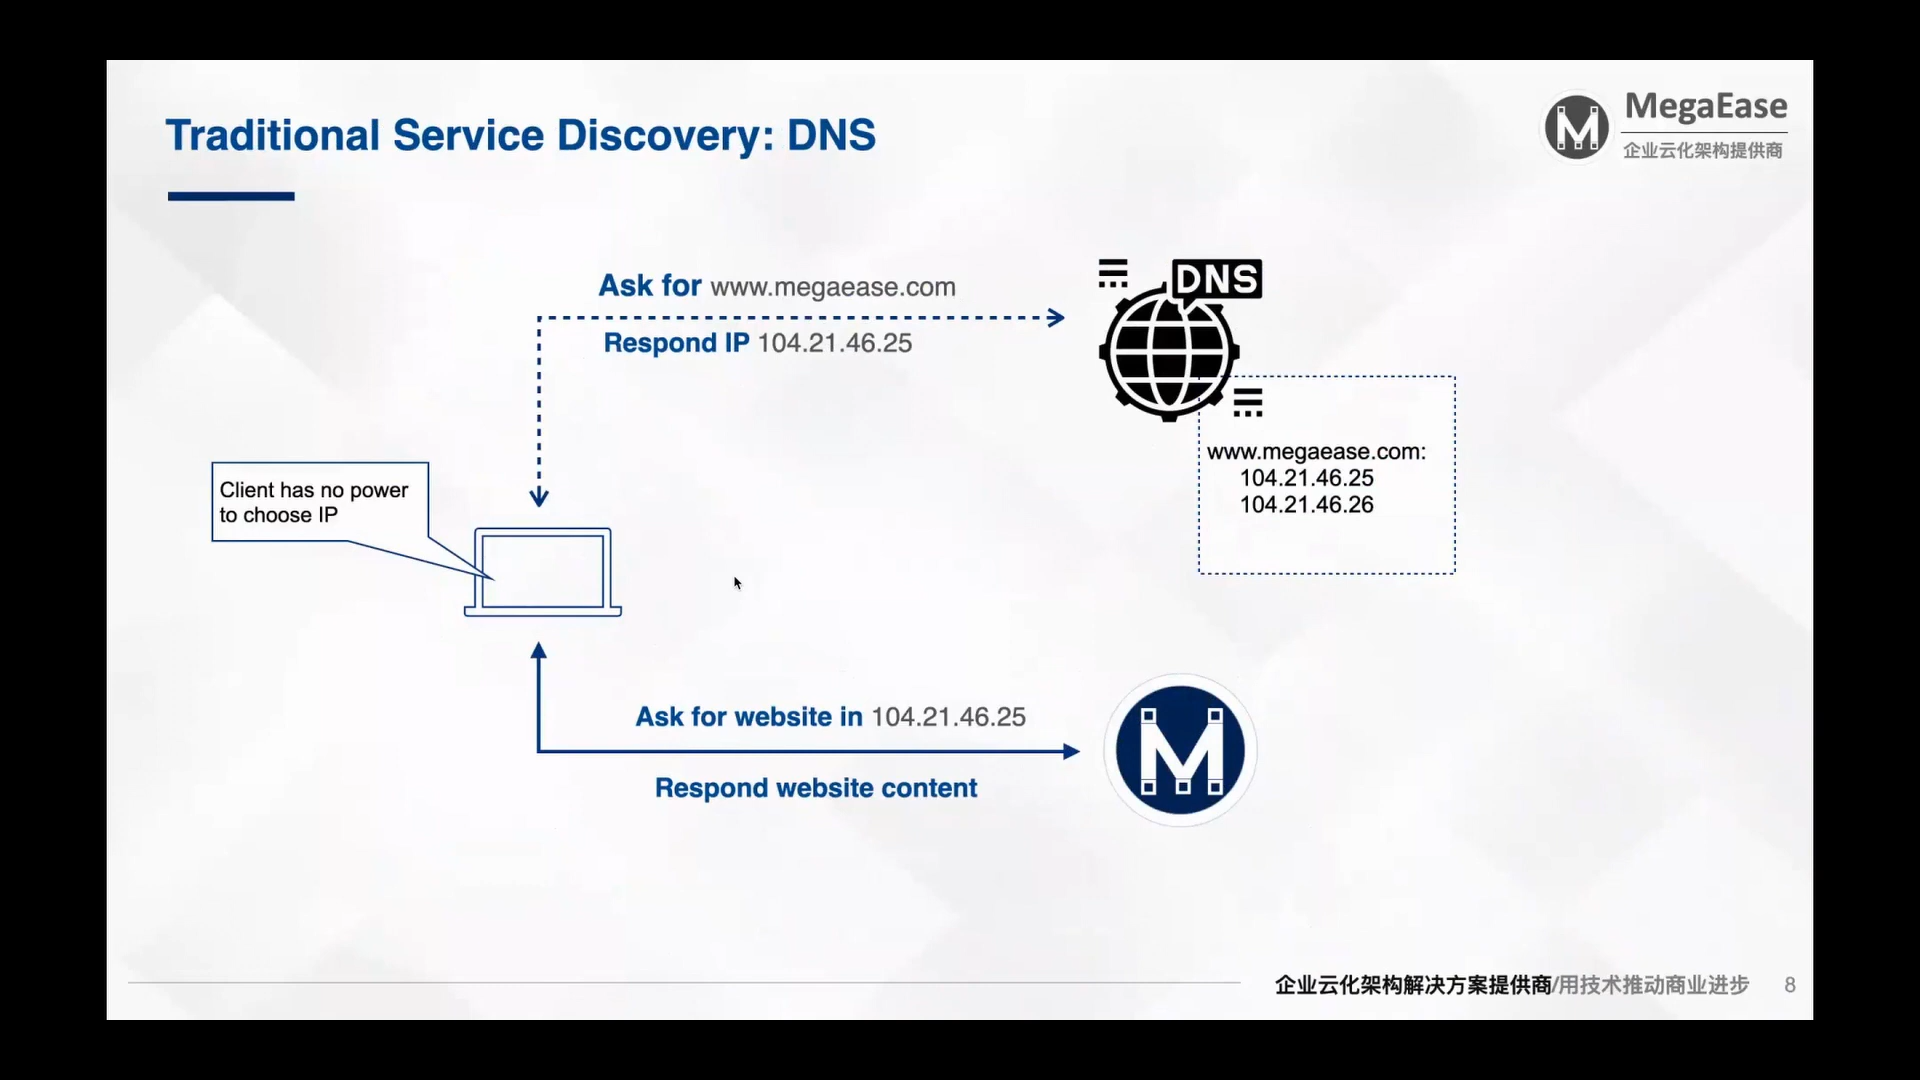 Traditional Service Discovery: DNS
MegaEase
企业云化架构提供商
Ask for www.megaease.com
DNS
Respond IP 104.21.46.25
www.megaease.com:
104.21.46.25
104.21.46.26
Client has no power
to choose IP
Ask for website in 104.21.46.25
Respond website content
企业云化架构解决方案提供商/用技术推动商业进步 8